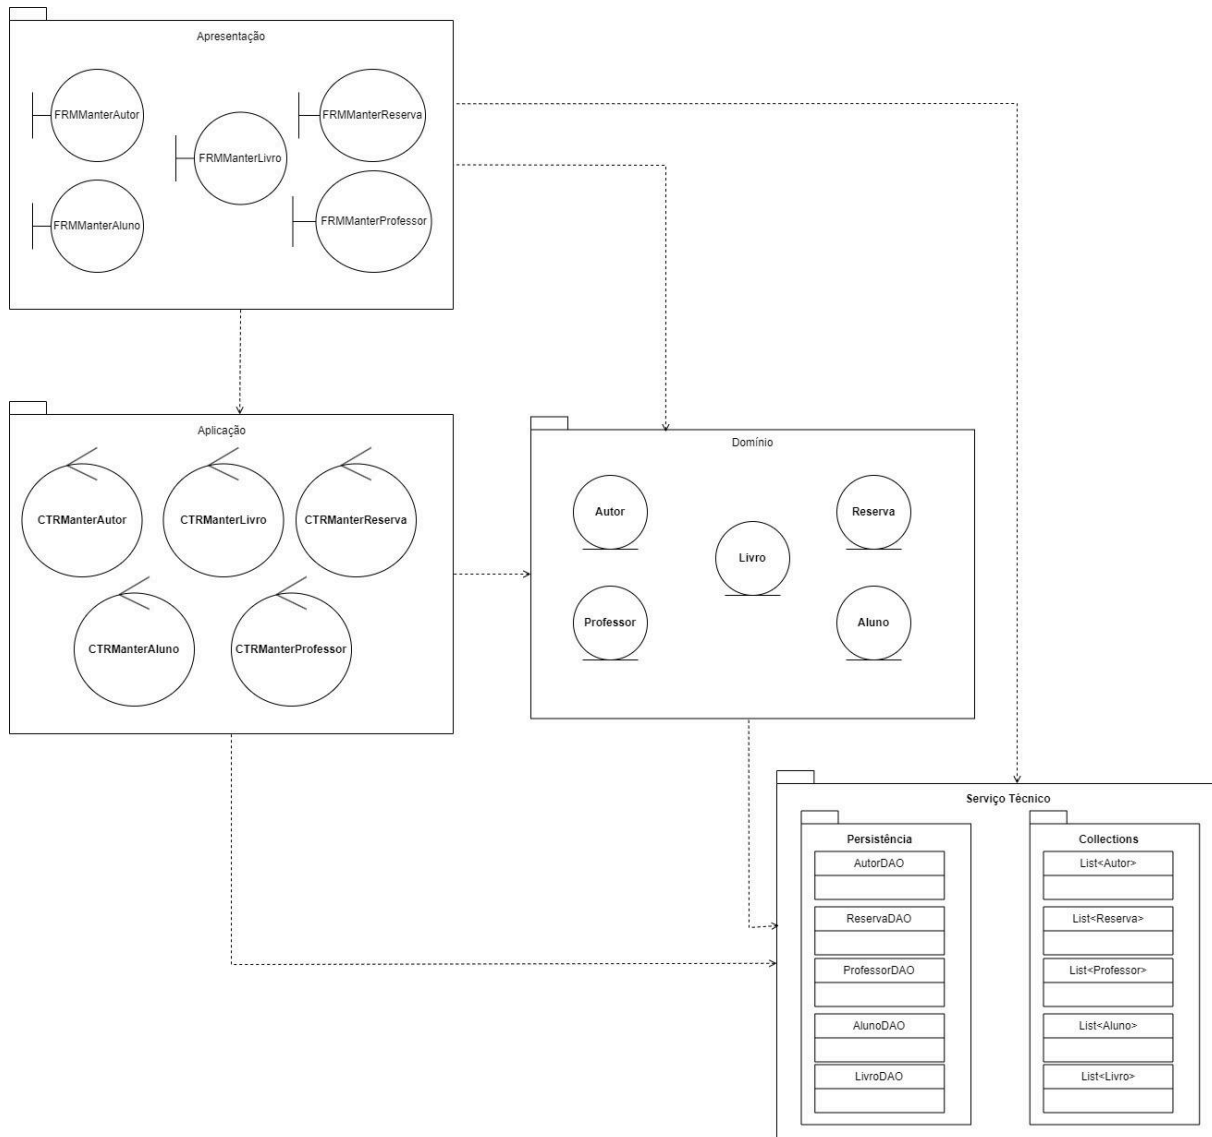 Apresentação
FRMManterAutor
FRMManterReserva
FRMManterLivro
FRMManterAluno
FRMManterProfessor
Aplicação
CTRManterAutor
CTRManterLivro
CTRManterReserva
CTRManterAluno
CTRManterProfessor
Domínio
Autor
Reserva
Livro
Professor
Aluno
Serviço Técnico
Persistência
AutorDAO
ReservaDAO
ProfessorDAO
AlunoDAO
LivroDAO
Collections
List<Autor>
List<Reserva>
List<Professor>
List<Aluno>
List<Livro>